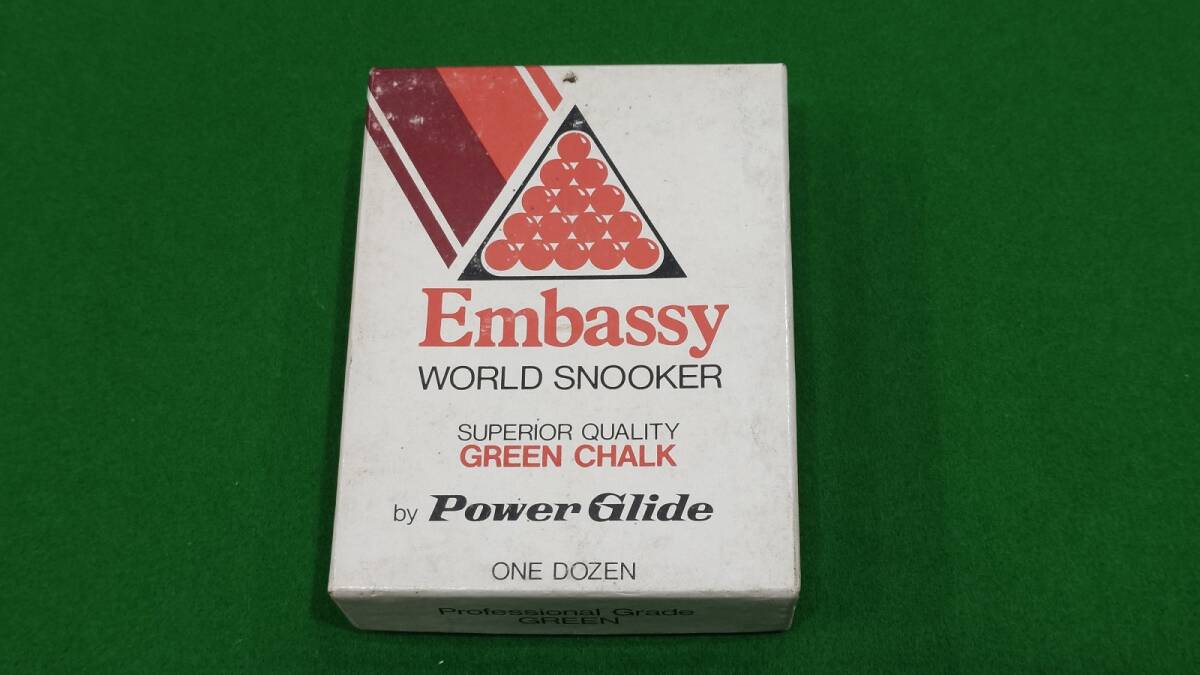 Embassy
WORLD SNOOKER
SUPERIOR QUALITY
GREEN CHALK
by Power Glide
ONE DOZEN
Professional Grade
GREEN